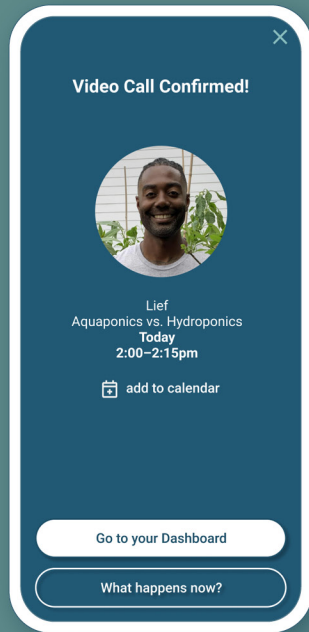 Video Call Confirmed!
Lief
Aquaponics vs. Hydroponics
Today
2:00–2:15pm
add to calendar
Go to your Dashboard
What happens now?